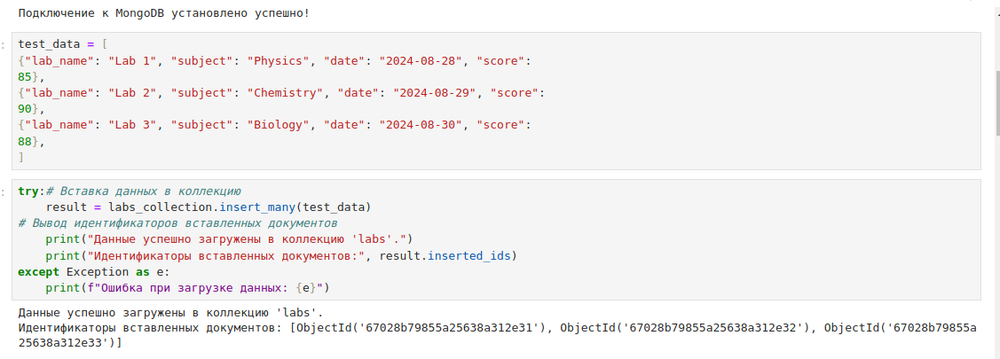 Подключение к MongoDB установлено успешно!
:
test_data = [
{"lab_name": "Lab 1", "subject": "Physics", "date": "2024-08-28", "score":
85},
{"lab_name": "Lab 2", "subject": "Chemistry", "date": "2024-08-29", "score":
90},
{"lab_name": "Lab 3", "subject": "Biology", "date": "2024-08-30", "score":
88},
]
:
try:# Вставка данных в коллекцию
    result = labs_collection.insert_many(test_data)
# Вывод идентификаторов вставленных документов
    print("Данные успешно загружены в коллекцию 'labs'.")
    print("Идентификаторы вставленных документов:", result.inserted_ids)
except Exception as e:
    print(f"Ошибка при загрузке данных: {e}")
Данные успешно загружены в коллекцию 'labs'.
Идентификаторы вставленных документов: [ObjectId('67028b79855a25638a312e31'), ObjectId('67028b79855a25638a312e32'), ObjectId('67028b79855a
25638a312e33')]